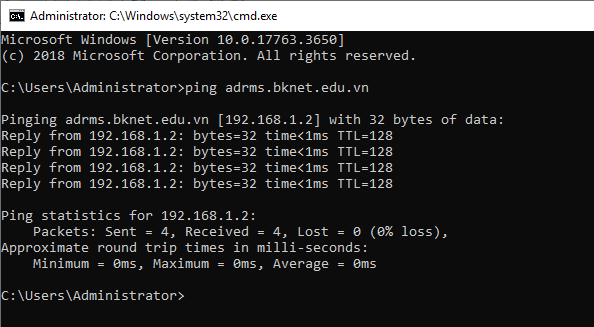 Administrator: C:\Windows\system32\cmd.exe
Microsoft Windows [Version 10.0.17763.3650]
(c) 2018 Microsoft Corporation. All rights reserved.
C:\Users\Administrator>ping adrms.bknet.edu.vn
Pinging adrms.bknet.edu.vn [192.168.1.2] with 32 bytes of data:
Reply from 192.168.1.2: bytes=32 time<1ms TTL=128
Reply from 192.168.1.2: bytes=32 time<1ms TTL=128
Reply from 192.168.1.2: bytes=32 time<1ms TTL=128
Reply from 192.168.1.2: bytes=32 time<1ms TTL=128
Ping statistics for 192.168.1.2:
    Packets: Sent = 4, Received = 4, Lost = 0 (0% loss),
Approximate round trip times in milli-seconds:
    Minimum = 0ms, Maximum = 0ms, Average = 0ms
C:\Users\Administrator>